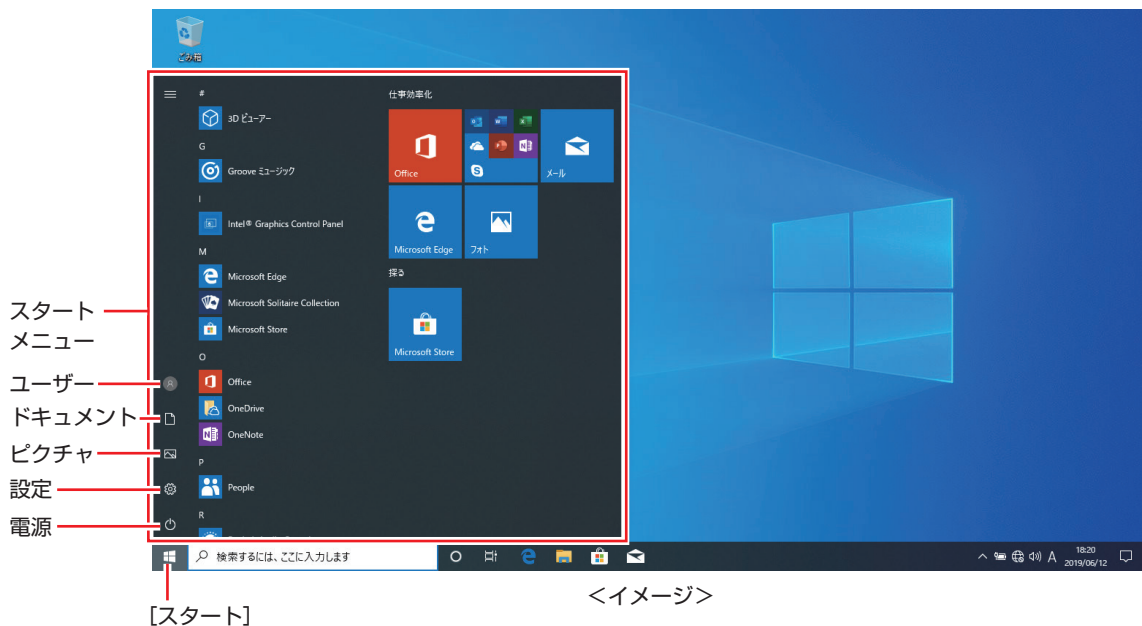 ごみ箱
#
3D ビューアー
G
Groove ミュージック
I
Intel® Graphics Control Panel
M
Microsoft Edge
Microsoft Solitaire Collection
Microsoft Store
O
Office
OneDrive
OneNote
P
People
R
仕事効率化
Office
メール
Microsoft Edge
フォト
探る
Microsoft Store
スタート
メニュー
ユーザー
ドキュメント
ピクチャ
設定
電源
検索するには、ここに入力します
A
18:20
2019/06/12
[スタート]
＜イメージ＞